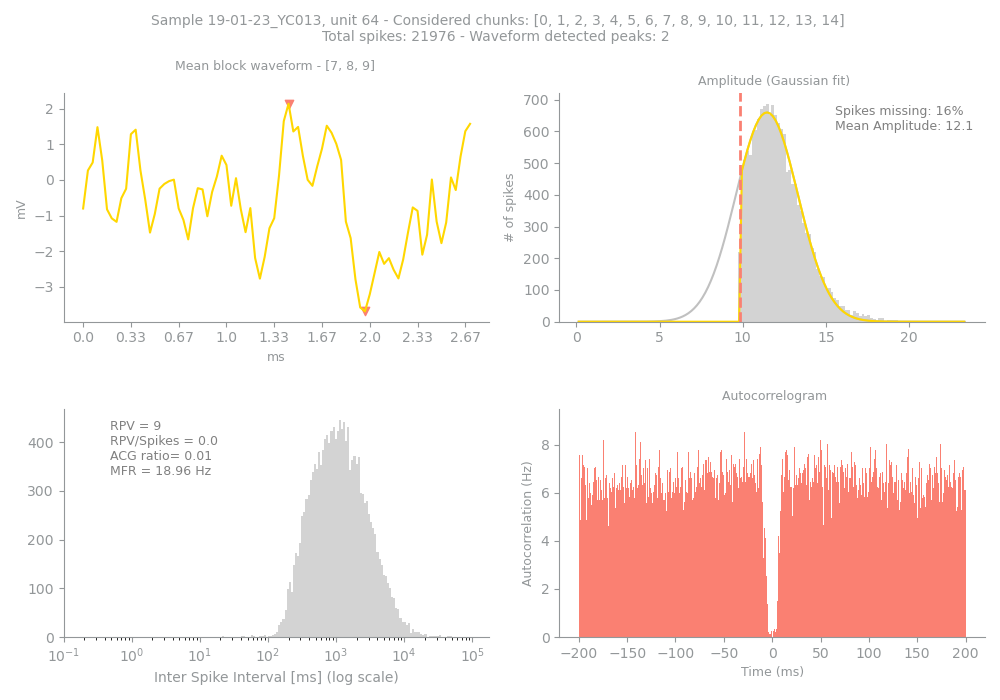 Sample 19-01-23_YC013, unit 64 - Considered chunks: [0, 1, 2, 3, 4, 5, 6, 7, 8, 9, 10, 11, 12, 13, 14]
Total spikes: 21976 - Waveform detected peaks: 2
Mean block waveform - [7, 8, 9]
2
1
0
−1
−2
−3
mV
0.0 0.33 0.67 1.0 1.33 1.67 2.0 2.33 2.67
ms
Amplitude (Gaussian fit)
Spikes missing: 16%
Mean Amplitude: 12.1
700
600
500
400
300
200
100
0
# of spikes
0 5 10 15 20
RPV = 9
RPV/Spikes = 0.0
ACG ratio= 0.01
MFR = 18.96 Hz
400
300
200
100
0
10⁻¹ 10⁰ 10¹ 10² 10³ 10⁴ 10⁵
Inter Spike Interval [ms] (log scale)
Autocorrelogram
8
6
4
2
0
Autocorrelation (Hz)
−200 −150 −100 −50 0 50 100 150 200
Time (ms)